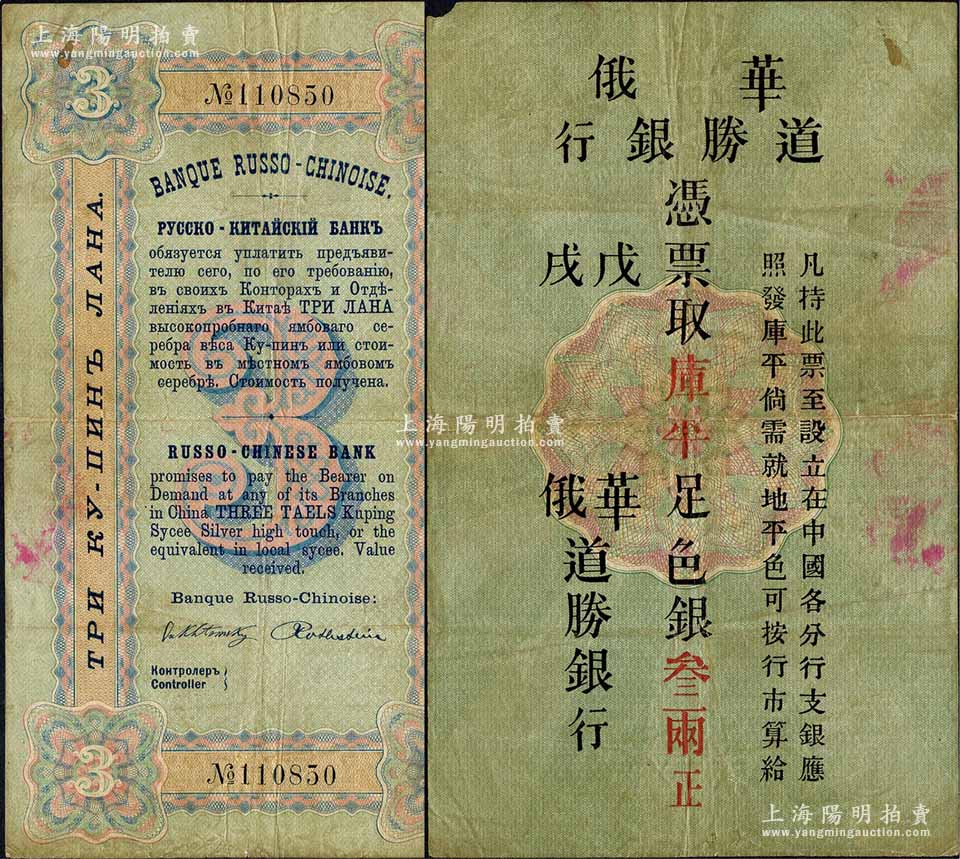 上海陽明拍賣
www.yangmingauction.com
3
№110850
BANQUE RUSSO-CHINOISE.
РУССКО-КИТАЙСКІЙ БАНКЪ
обязуется уплатить предъяви-
телю сего, по его требованію,
въ своихъ Конторахъ и Отдѣ-
леніяхъ въ Китаѣ ТРИ ЛАНА
высокопробнаго ямбоваго се-
ребра вѣса Ку-пинъ или стои-
мость въ мѣстномъ ямбовомъ
серебрѣ. Стоимость получена.
3
RUSSO-CHINESE BANK
promises to pay the Bearer on
Demand at any of its Branches
in China THREE TAELS Kuping
Sycee Silver high touch, or the
equivalent in local sycee. Value
received.
Banque Russo-Chinoise:
Rothstein
Контролеръ
Controller
ТРИ КУ-ПИНЪ ЛАНА.
3
№110850
華俄
道勝銀行
凡持此票至設立在中國各分行支銀應
照發庫平倘需就地平色可按行市算給
憑票取庫平足色銀叁兩正
戊戌
華俄道勝銀行
上海陽明拍賣
www.yangmingauction.com
上海陽明拍賣
www.yangmingauction.com